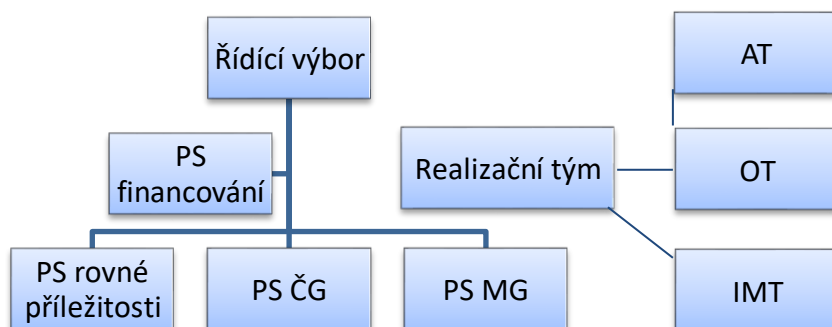 Řídící výbor
PS
financování
PS rovné
příležitosti
PS ČG
PS MG
Realizační tým
AT
OT
IMT